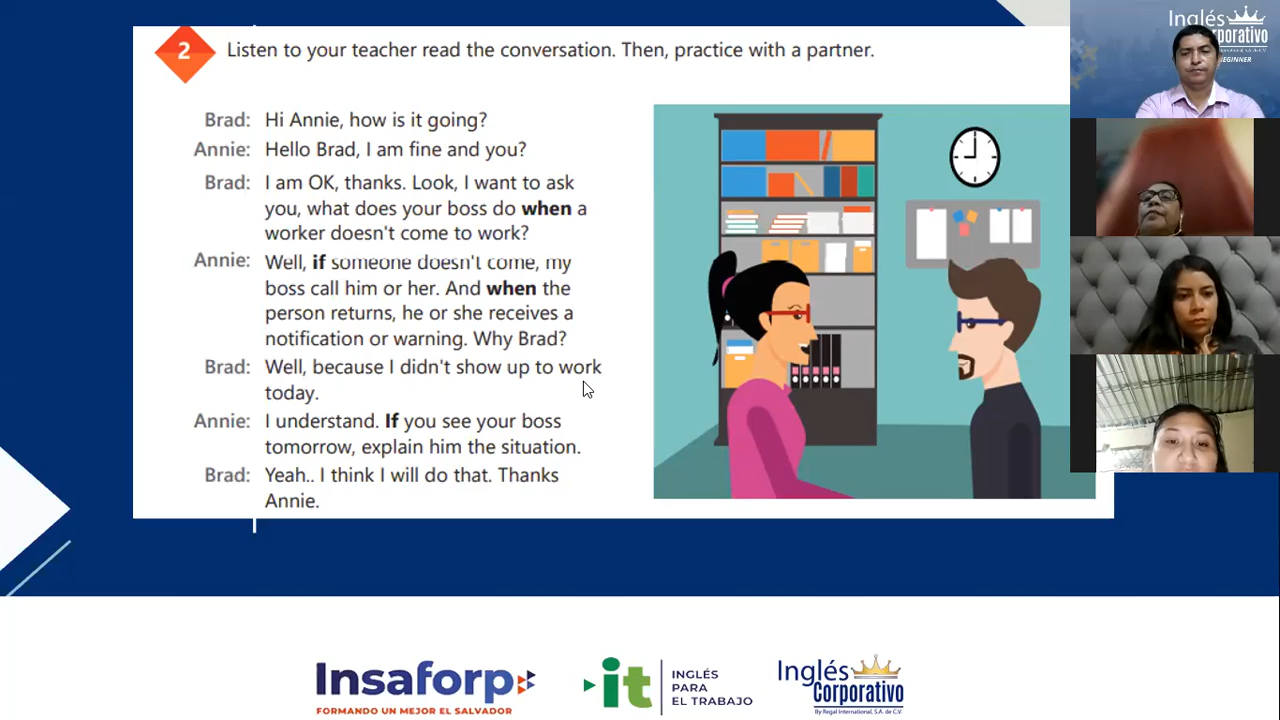 2 Listen to your teacher read the conversation. Then, practice with a partner.
Brad: Hi Annie, how is it going?
Annie: Hello Brad, I am fine and you?
Brad: I am OK, thanks. Look, I want to ask
you, what does your boss do when a
worker doesn't come to work?
Annie: Well, if someone doesn't come, my
boss call him or her. And when the
person returns, he or she receives a
notification or warning. Why Brad?
Brad: Well, because I didn't show up to work
today.
Annie: I understand. If you see your boss
tomorrow, explain him the situation.
Brad: Yeah.. I think I will do that. Thanks
Annie.
Inglés
Corporativo
BEGINNER
Insaforp
FORMANDO UN MEJOR EL SALVADOR
it
INGLÉS
PARA
EL TRABAJO
Inglés
Corporativo
By Regal International, S.A. de C.V.